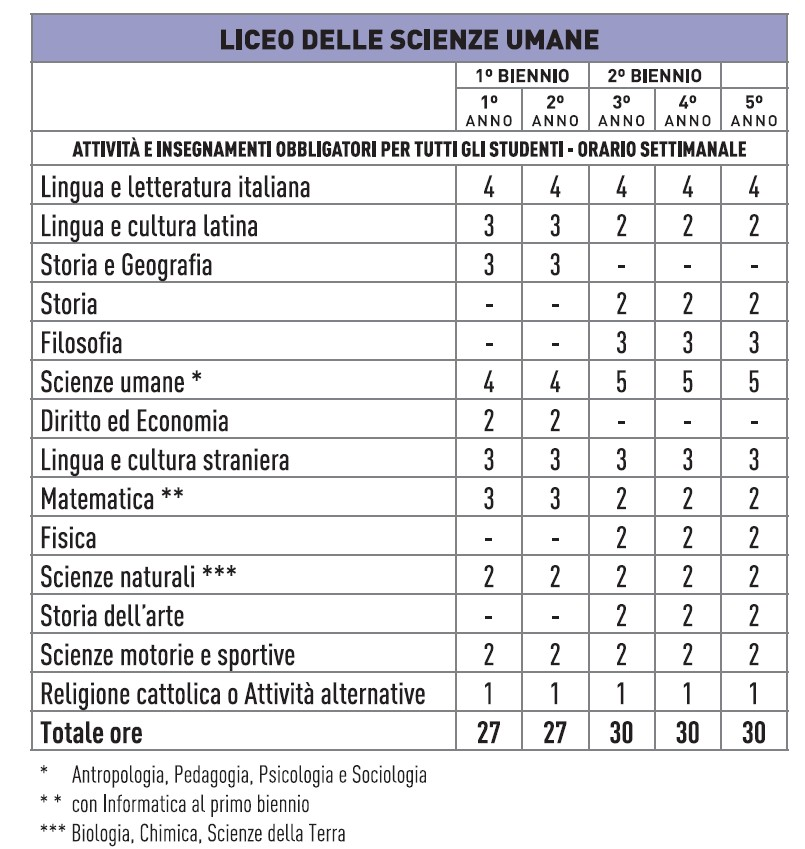 LICEO DELLE SCIENZE UMANE
1º BIENNIO 2º BIENNIO
1º ANNO 2º ANNO 3º ANNO 4º ANNO 5º ANNO
ATTIVITÀ E INSEGNAMENTI OBBLIGATORI PER TUTTI GLI STUDENTI - ORARIO SETTIMANALE
Lingua e letteratura italiana 4 4 4 4 4
Lingua e cultura latina 3 3 2 2 2
Storia e Geografia 3 3 - - -
Storia - - 2 2 2
Filosofia - - 3 3 3
Scienze umane * 4 4 5 5 5
Diritto ed Economia 2 2 - - -
Lingua e cultura straniera 3 3 3 3 3
Matematica ** 3 3 2 2 2
Fisica - - 2 2 2
Scienze naturali *** 2 2 2 2 2
Storia dell'arte - - 2 2 2
Scienze motorie e sportive 2 2 2 2 2
Religione cattolica o Attività alternative 1 1 1 1 1
Totale ore 27 27 30 30 30
* Antropologia, Pedagogia, Psicologia e Sociologia
* * con Informatica al primo biennio
*** Biologia, Chimica, Scienze della Terra